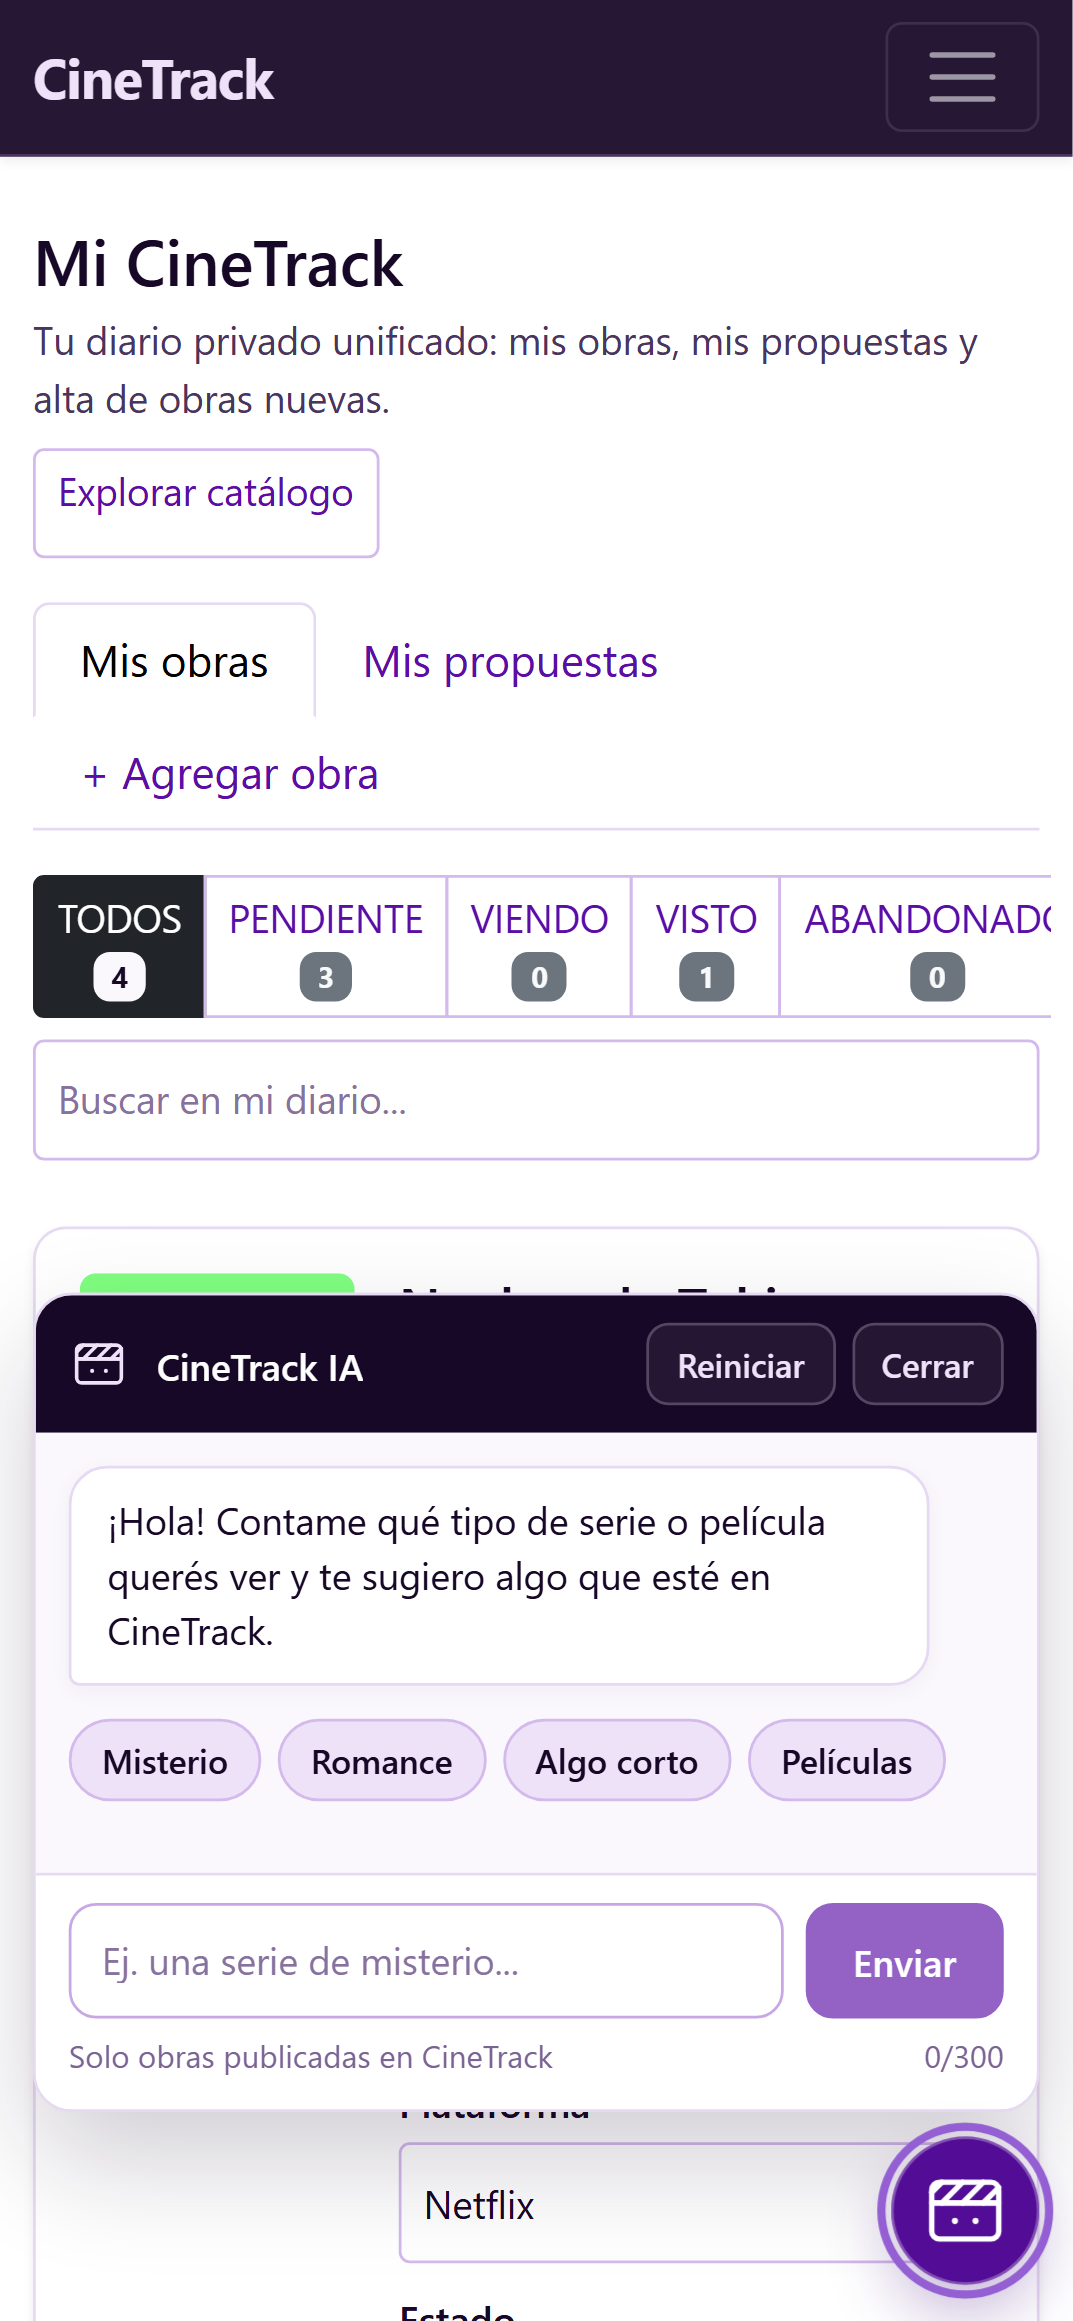 CineTrack
Mi CineTrack
Tu diario privado unificado: mis obras, mis propuestas y
alta de obras nuevas.
Explorar catálogo
Mis obras
Mis propuestas
+ Agregar obra
TODOS
4
PENDIENTE
3
VIENDO
0
VISTO
1
ABANDONADO
0
Buscar en mi diario...
CineTrack IA
Reiniciar
Cerrar
¡Hola! Contame qué tipo de serie o película
querés ver y te sugiero algo que esté en
CineTrack.
Misterio
Romance
Algo corto
Películas
Ej. una serie de misterio...
Enviar
Solo obras publicadas en CineTrack
0/300
Plataforma
Netflix
Estado